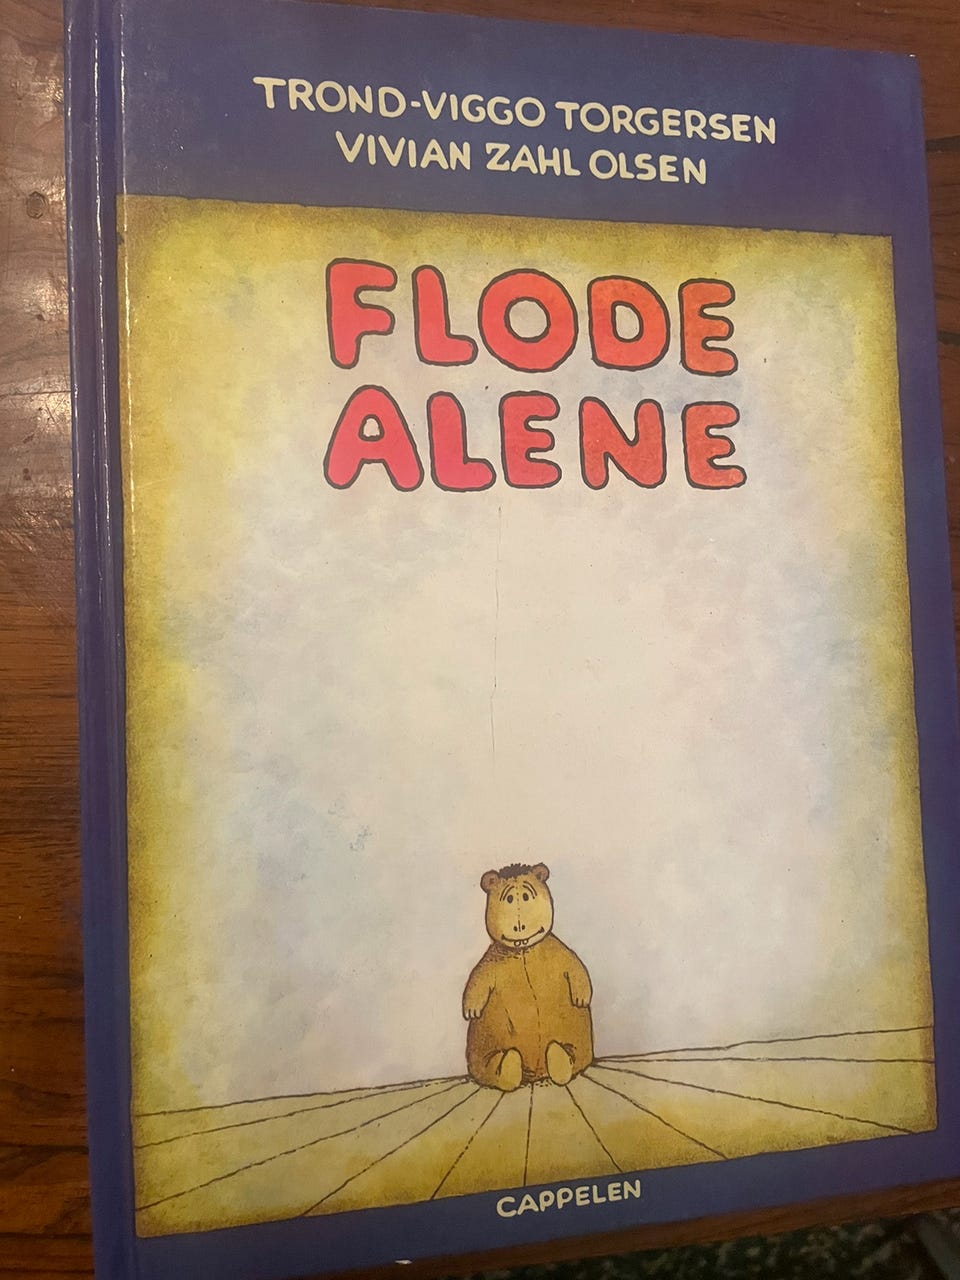 TROND-VIGGO TORGERSEN
VIVIAN ZAHL OLSEN
FLODE
ALENE
CAPPELEN